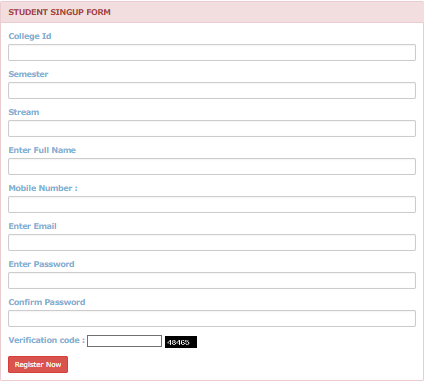 STUDENT SINGUP FORM
College Id
Semester
Stream
Enter Full Name
Mobile Number :
Enter Email
Enter Password
Confirm Password
Verification code : 48465
Register Now